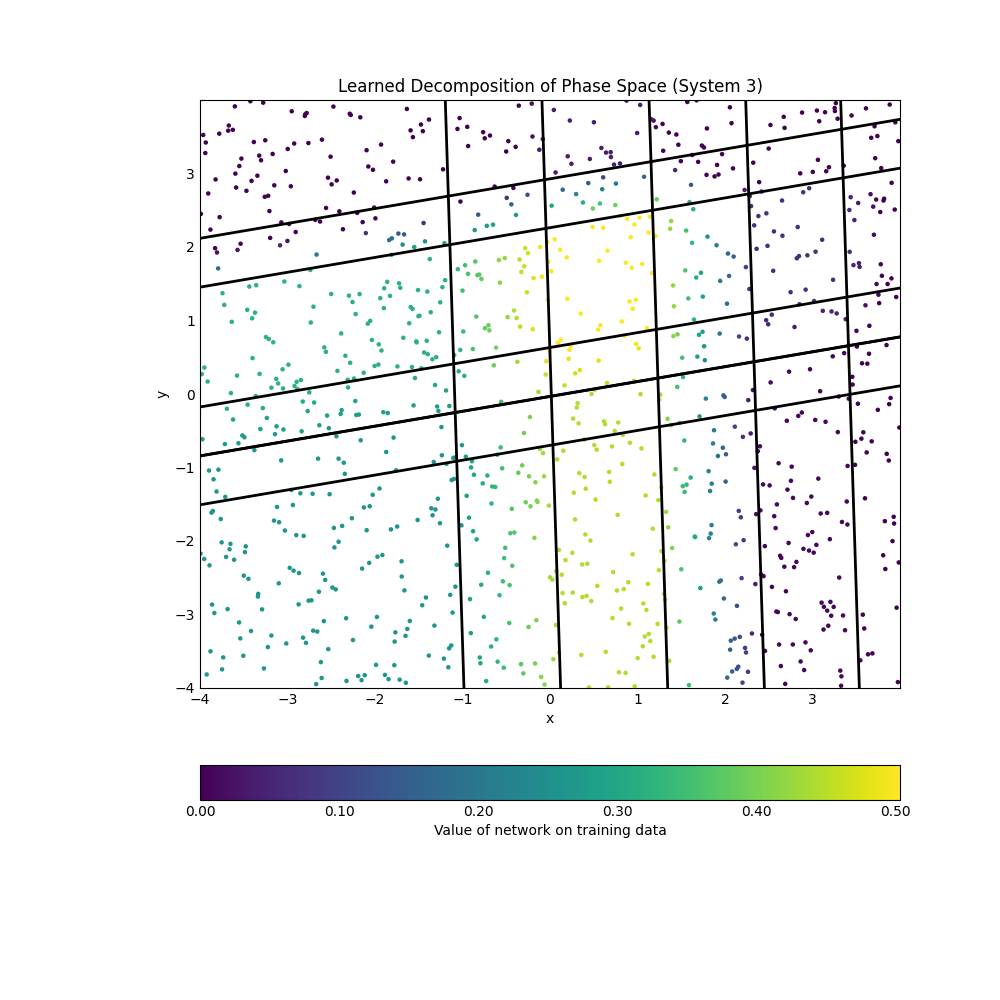 Learned Decomposition of Phase Space (System 3)
3
2
1
0
−1
−2
−3
−4
y
−4 −3 −2 −1 0 1 2 3
x
0.00 0.10 0.20 0.30 0.40 0.50
Value of network on training data